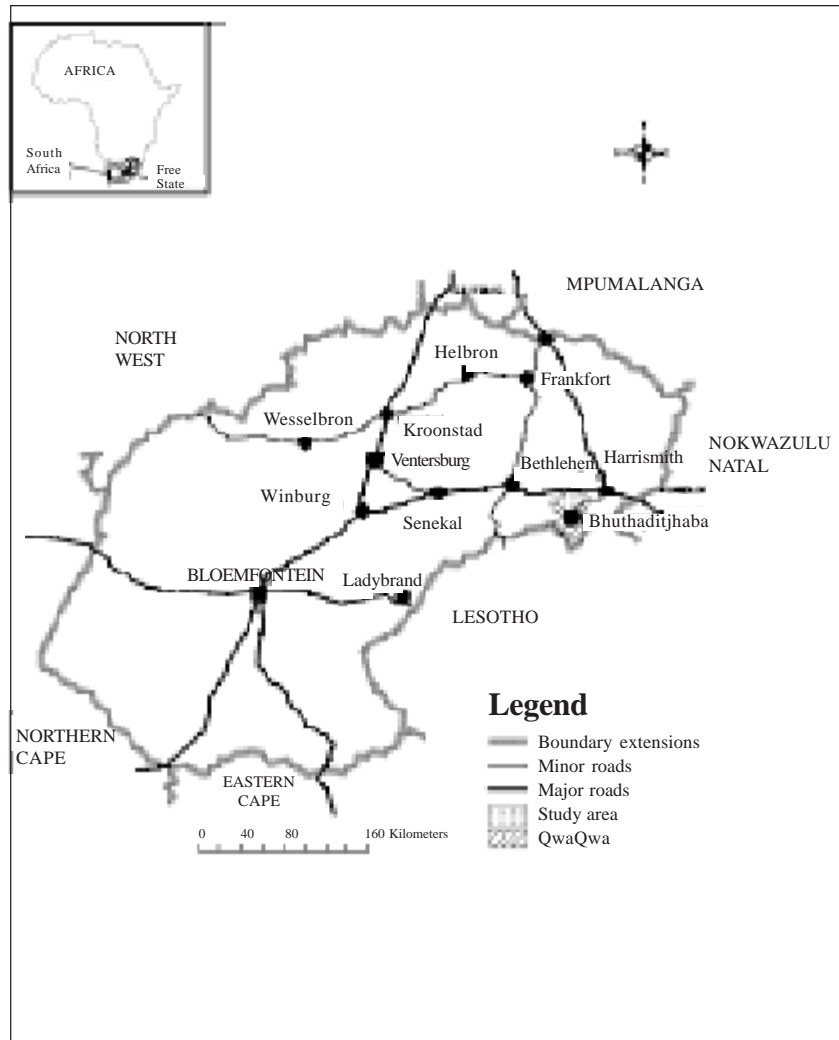 AFRICA
South
Africa
Free
State
MPUMALANGA
NORTH
WEST
Helbron
Frankfort
Wesselbron
Kroonstad
NOKWAZULU
NATAL
Ventersburg
Bethlehem
Harrismith
Winburg
Senekal
Bhuthaditjhaba
BLOEMFONTEIN
Ladybrand
LESOTHO
Legend
NORTHERN
CAPE
Boundary extensions
Minor roads
EASTERN
CAPE
Major roads
Study area
0 40 80 160 Kilometers
QwaQwa